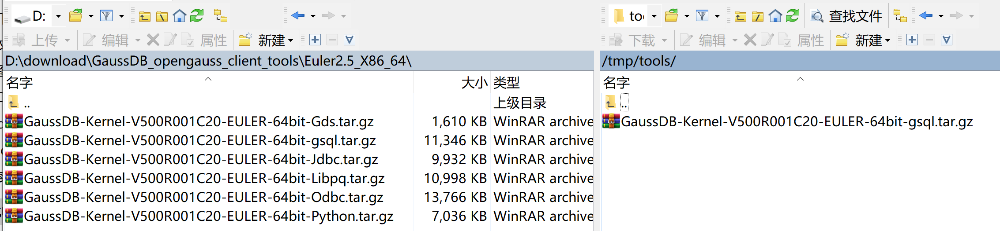 D:
上传 编辑 属性 新建
D:\download\GaussDB_opengauss_client_tools\Euler2.5_X86_64\
名字 大小 类型
.. 上级目录
GaussDB-Kernel-V500R001C20-EULER-64bit-Gds.tar.gz 1,610 KB WinRAR archive
GaussDB-Kernel-V500R001C20-EULER-64bit-gsql.tar.gz 11,346 KB WinRAR archive
GaussDB-Kernel-V500R001C20-EULER-64bit-Jdbc.tar.gz 9,932 KB WinRAR archive
GaussDB-Kernel-V500R001C20-EULER-64bit-Libpq.tar.gz 10,998 KB WinRAR archive
GaussDB-Kernel-V500R001C20-EULER-64bit-Odbc.tar.gz 13,766 KB WinRAR archive
GaussDB-Kernel-V500R001C20-EULER-64bit-Python.tar.gz 7,036 KB WinRAR archive
查找文件
下载 编辑 属性 新建
/tmp/tools/
名字
..
GaussDB-Kernel-V500R001C20-EULER-64bit-gsql.tar.gz